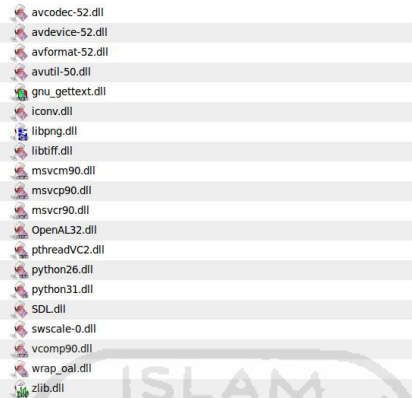 avcodec-52.dll
avdevice-52.dll
avformat-52.dll
avutil-50.dll
gnu_gettext.dll
iconv.dll
libpng.dll
libtiff.dll
msvcm90.dll
msvcp90.dll
msvcr90.dll
OpenAL32.dll
pthreadVC2.dll
python26.dll
python31.dll
SDL.dll
swscale-0.dll
vcomp90.dll
wrap_oal.dll
zlib.dll
ISLAM